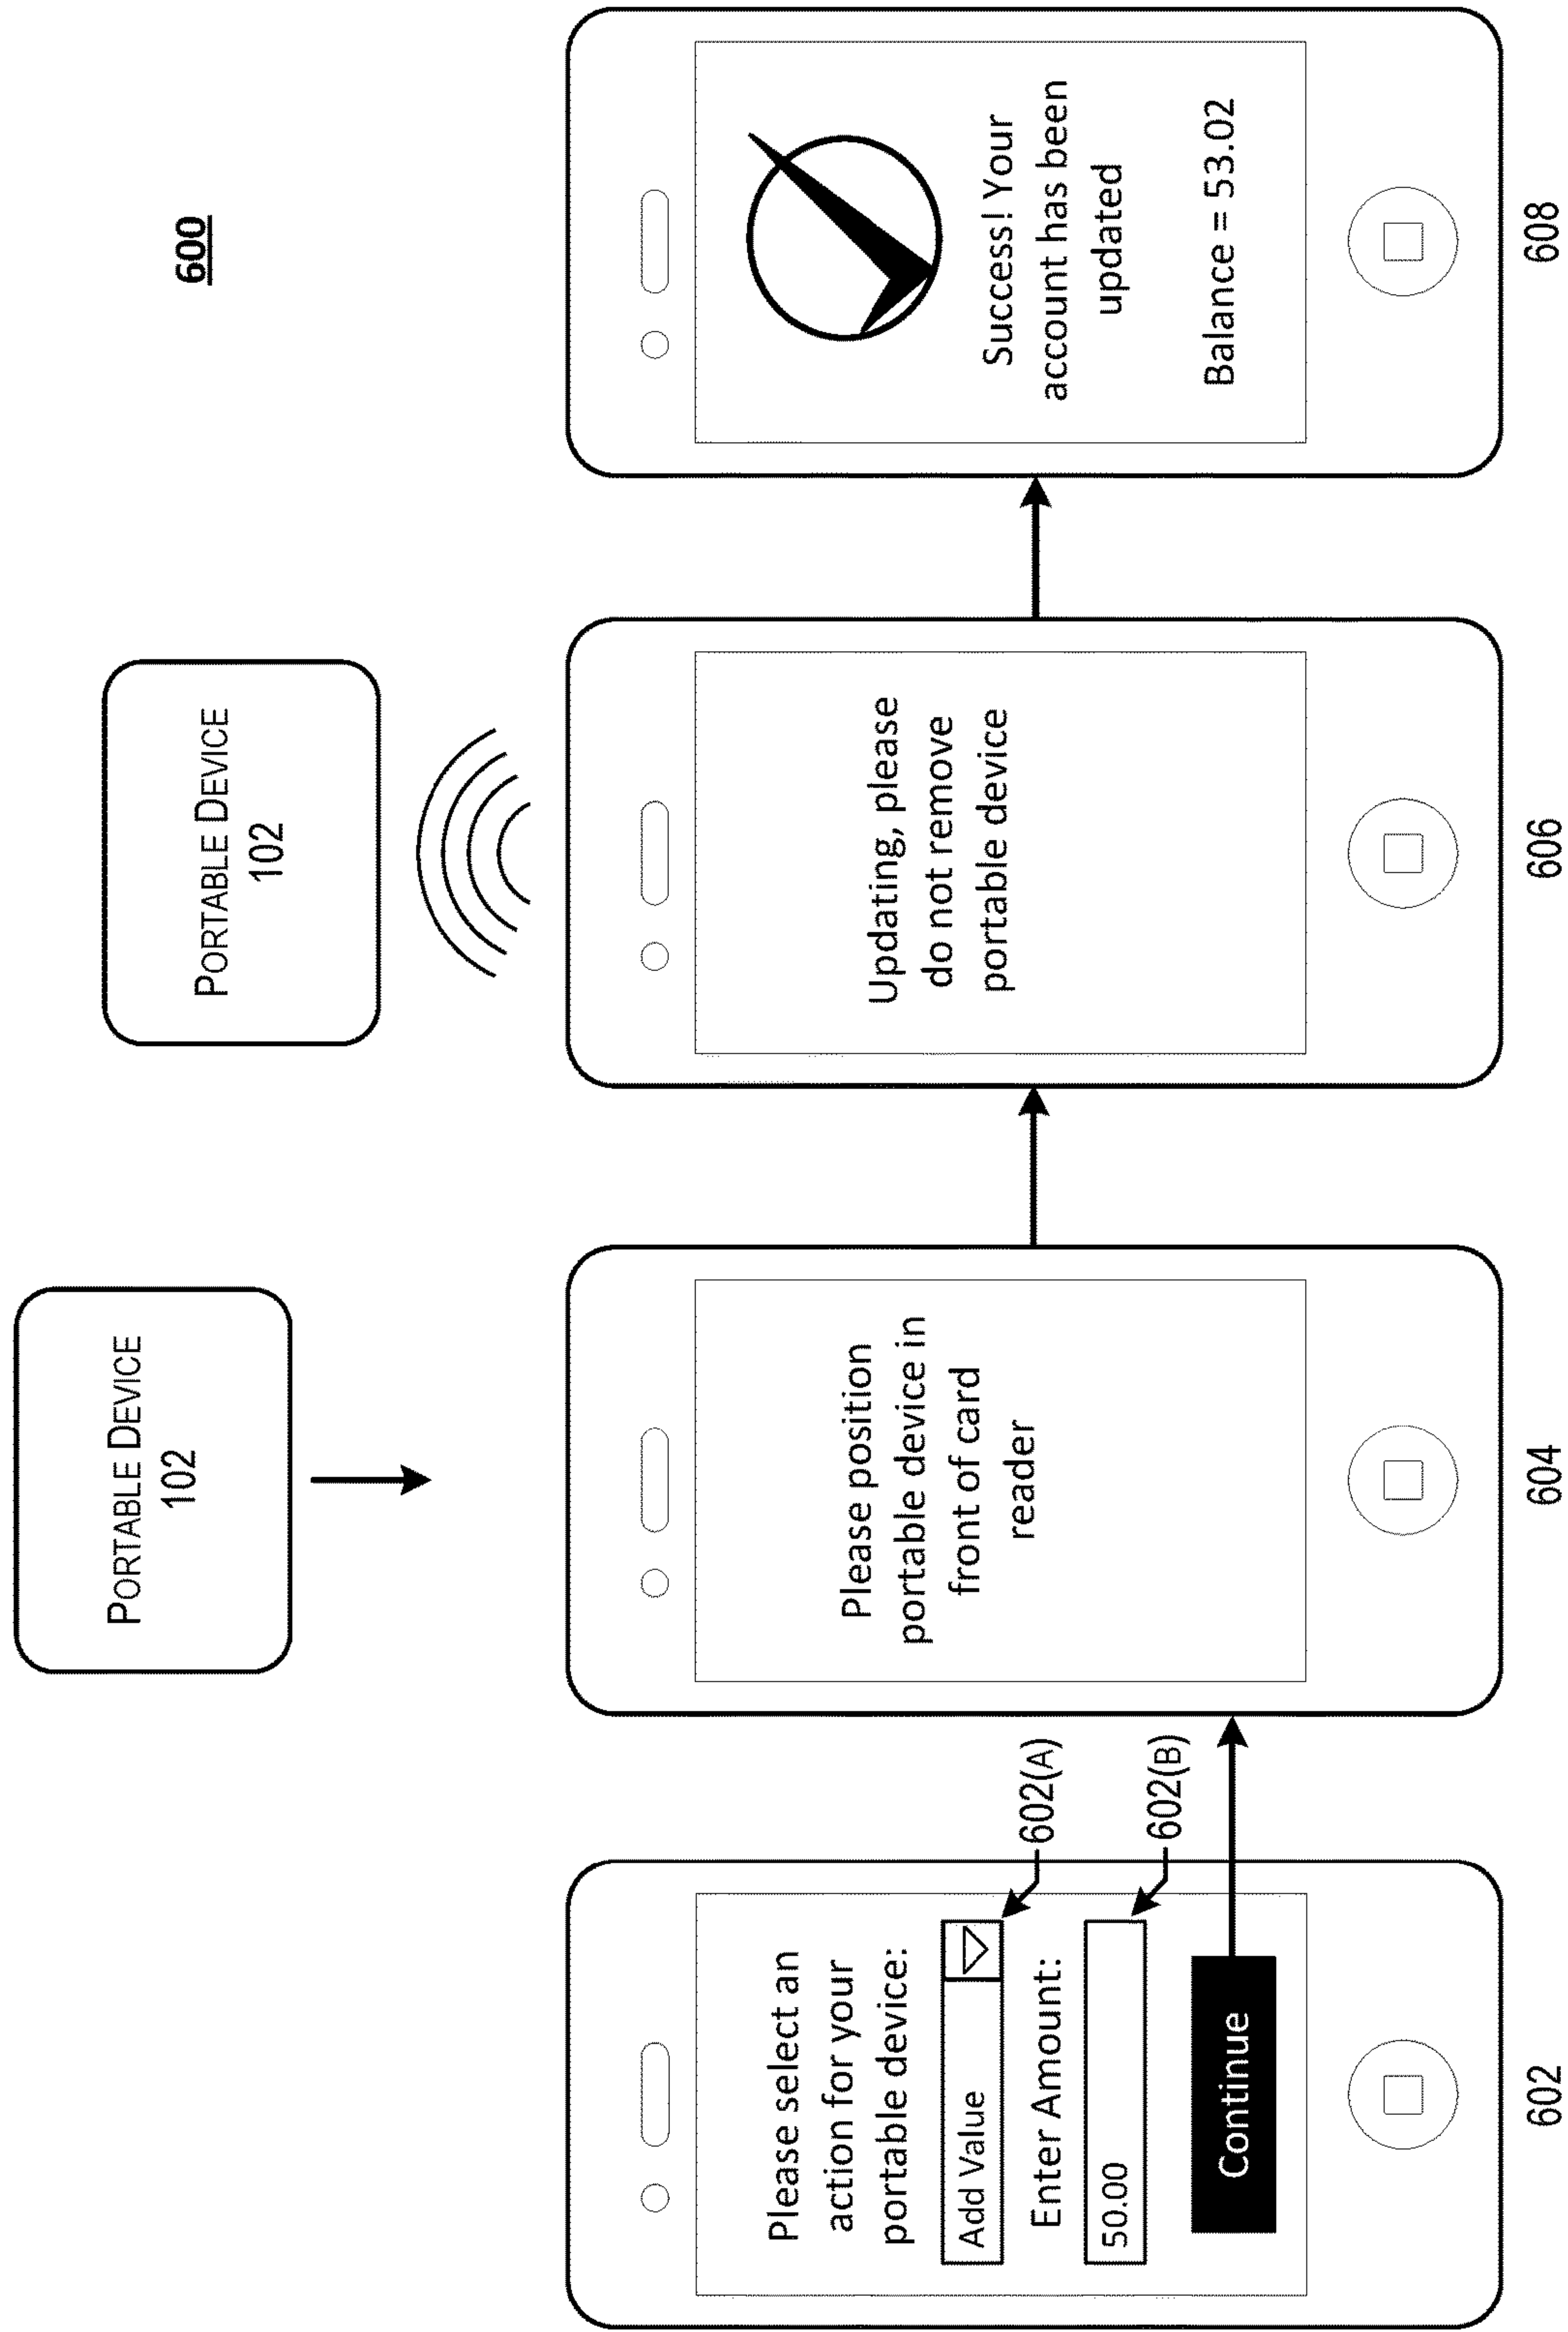 600
PORTABLE DEVICE
102
PORTABLE DEVICE
102
Please select an
action for your
portable device:
Add Value
602(A)
Enter Amount:
50.00
602(B)
Continue
602
Please position
portable device in
front of card
reader
604
Updating, please
do not remove
portable device
606
Success! Your
account has been
updated
Balance = 53.02
608